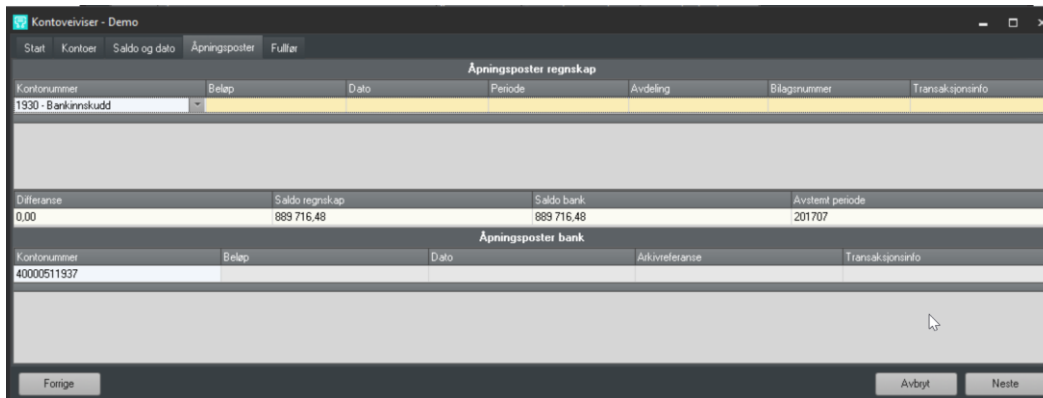 Kontoveiviser - Demo
Start Kontoer Saldo og dato Åpningsposter Fullfør
Åpningsposter regnskap
Kontonummer Beløp Dato Periode Avdeling Bilagsnummer Transaksjonsinfo
1930 - Bankinnskudd
Differanse Saldo regnskap Saldo bank Avstemt periode
0,00 889 716,48 889 716,48 201707
Åpningsposter bank
Kontonummer Beløp Dato Arkivreferanse Transaksjonsinfo
40000511937
Forrige Avbryt Neste